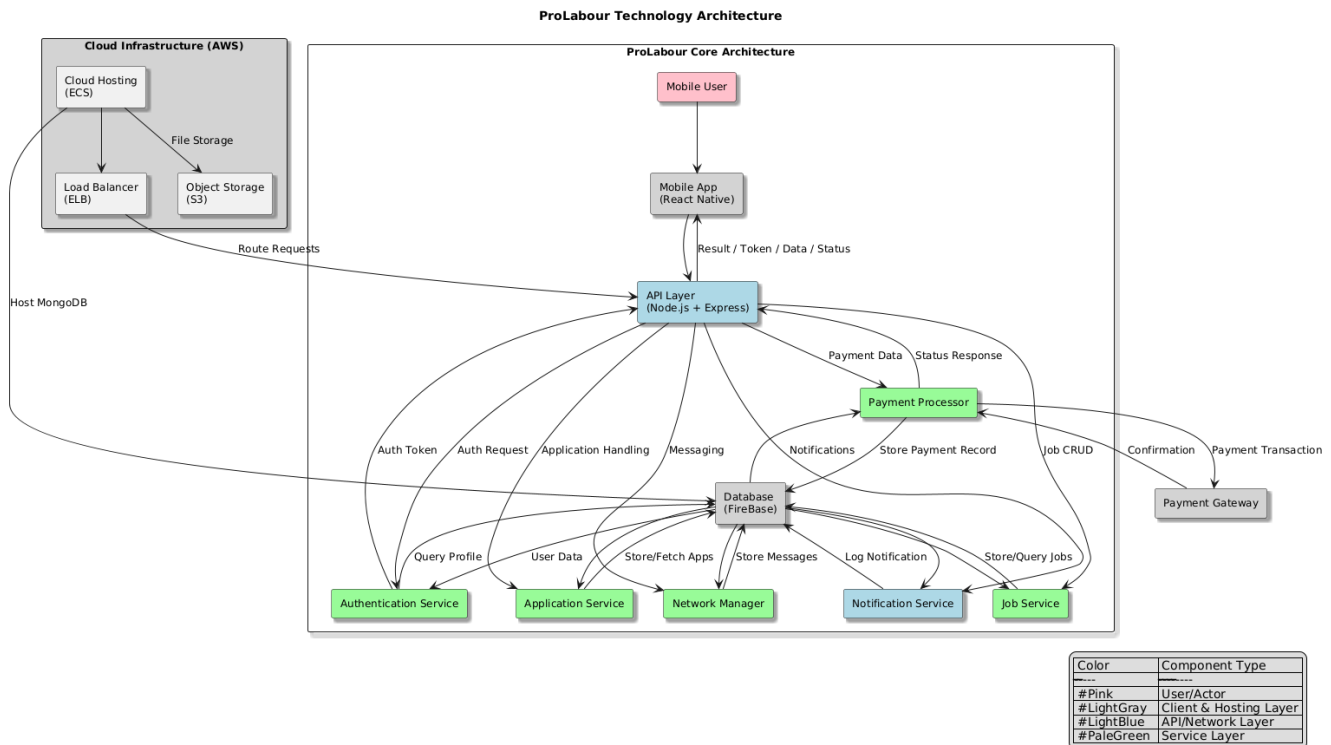 ProLabour Technology Architecture
Cloud Infrastructure (AWS)
Cloud Hosting
(ECS)
File Storage
Load Balancer
(ELB)
Object Storage
(S3)
Host MongoDB
Route Requests
ProLabour Core Architecture
Mobile User
Mobile App
(React Native)
Result / Token / Data / Status
API Layer
(Node.js + Express)
Payment Data
Status Response
Payment Processor
Auth Token
Auth Request
Application Handling
Messaging
Notifications
Store Payment Record
Job CRUD
Confirmation
Payment Transaction
Database
(FireBase)
Payment Gateway
Query Profile
User Data
Store/Fetch Apps
Store Messages
Log Notification
Store/Query Jobs
Authentication Service
Application Service
Network Manager
Notification Service
Job Service
Color Component Type
#Pink User/Actor
#LightGray Client & Hosting Layer
#LightBlue API/Network Layer
#PaleGreen Service Layer